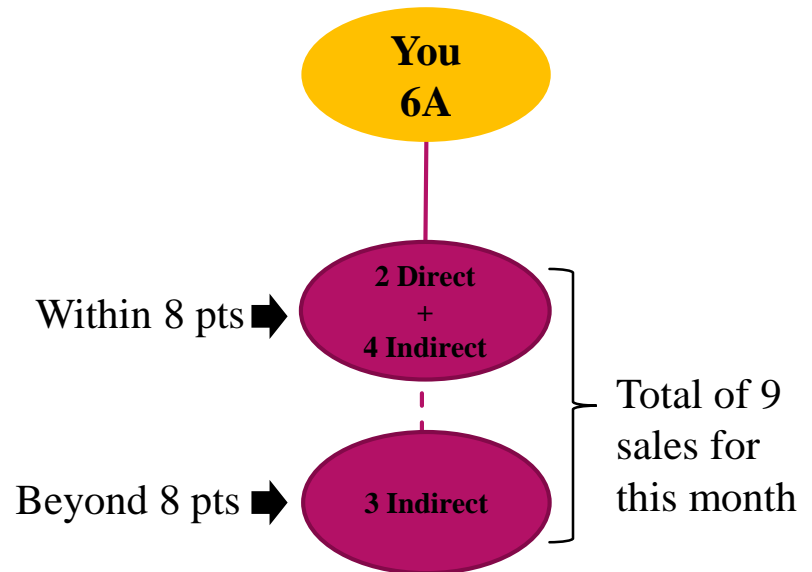 You
6A
2 Direct
+
4 Indirect
Within 8 pts
Total of 9
sales for
this month
Beyond 8 pts
3 Indirect